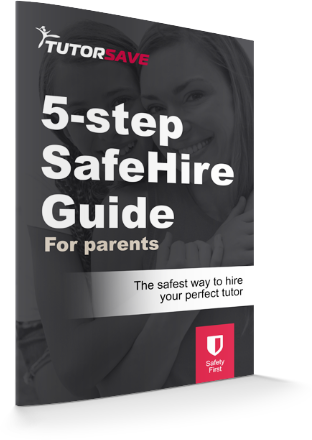 TUTORSAVE
5-step
SafeHire
Guide
For parents
The safest way to hire
your perfect tutor
Safety
First